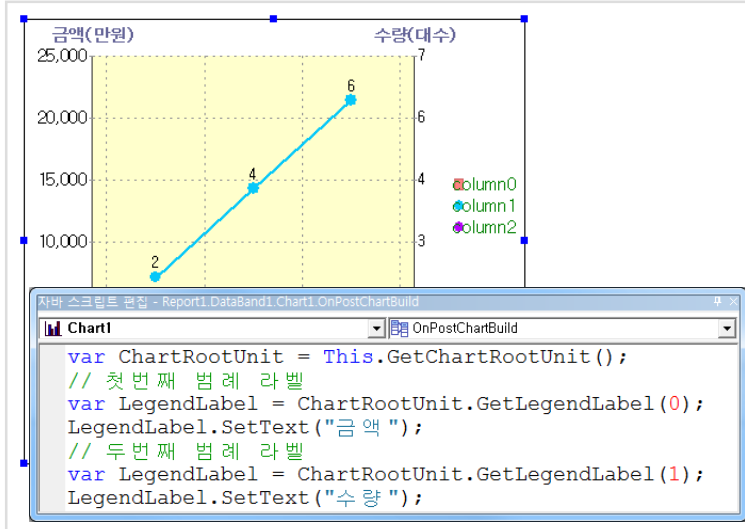 금액(만원) 수량(대수)
25,000 7
6
20,000 6
4
15,000 4
column0
column1
column2
10,000 3
2
자바 스크립트 편집 - Report1.DataBand1.Chart1.OnPostChartBuild
Chart1 OnPostChartBuild
var ChartRootUnit = This.GetChartRootUnit();
// 첫번째 범례 라벨
var LegendLabel = ChartRootUnit.GetLegendLabel(0);
LegendLabel.SetText("금액");
// 두번째 범례 라벨
var LegendLabel = ChartRootUnit.GetLegendLabel(1);
LegendLabel.SetText("수량");